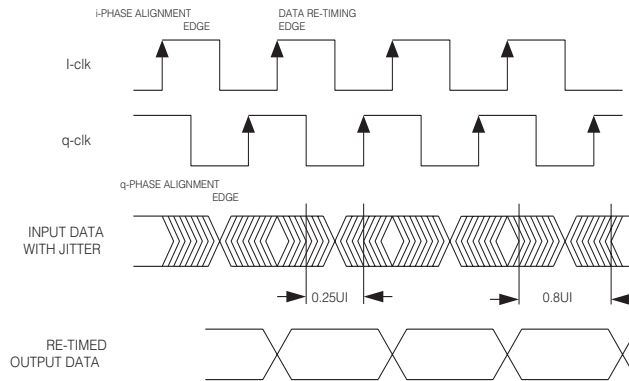 i-PHASE ALIGNMENT
EDGE
DATA RE-TIMING
EDGE
I-clk
q-clk
q-PHASE ALIGNMENT
EDGE
INPUT DATA
WITH JITTER
0.25UI
0.8UI
RE-TIMED
OUTPUT DATA